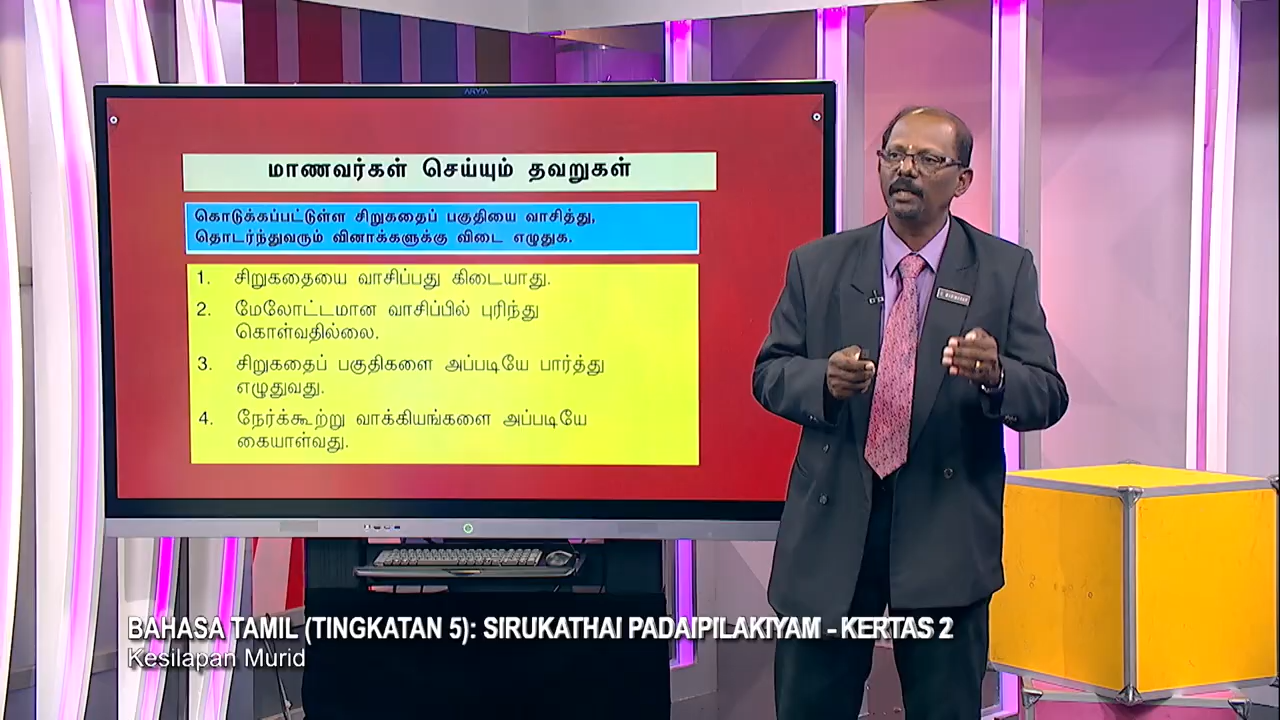 ARVIA
மாணவர்கள் செய்யும் தவறுகள்
கொடுக்கப்பட்டுள்ள சிறுகதைப் பகுதியை வாசித்து,
தொடர்ந்துவரும் வினாக்களுக்கு விடை எழுதுக.
1. சிறுகதையை வாசிப்பது கிடையாது.
2. மேலோட்டமான வாசிப்பில் புரிந்து
கொள்வதில்லை.
3. சிறுகதைப் பகுதிகளை அப்படியே பார்த்து
எழுதுவது.
4. நேர்க்கூற்று வாக்கியங்களை அப்படியே
கையாள்வது.
BAHASA TAMIL (TINGKATAN 5): SIRUKATHAI PADAIPILAKIYAM - KERTAS 2
Kesilapan Murid